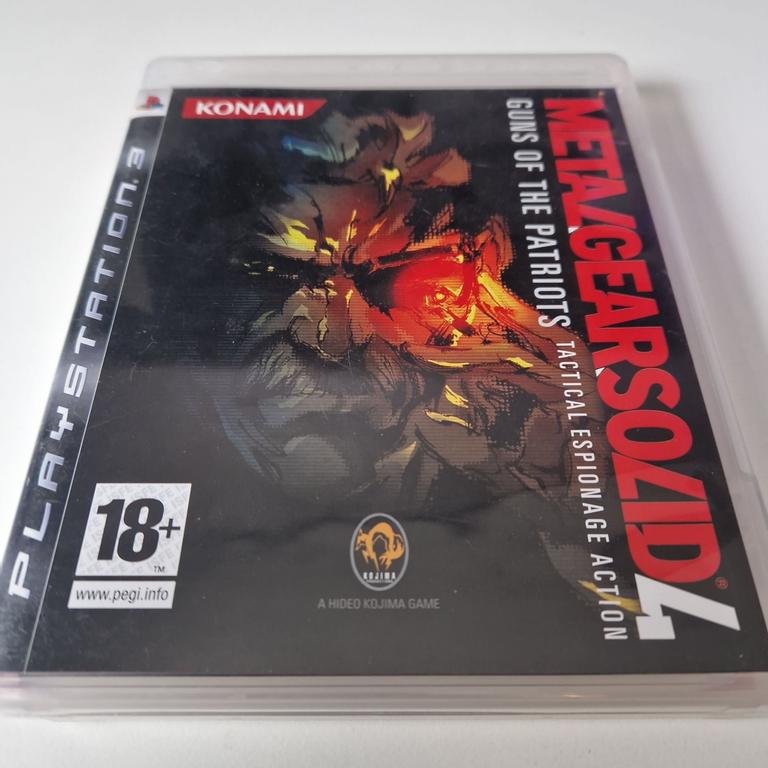 PLAYSTATION 3
KONAMI
METAL GEAR SOLID 4
®
GUNS OF THE PATRIOTS TACTICAL ESPIONAGE ACTION
18+
TM
www.pegi.info
KOJIMA
A HIDEO KOJIMA GAME